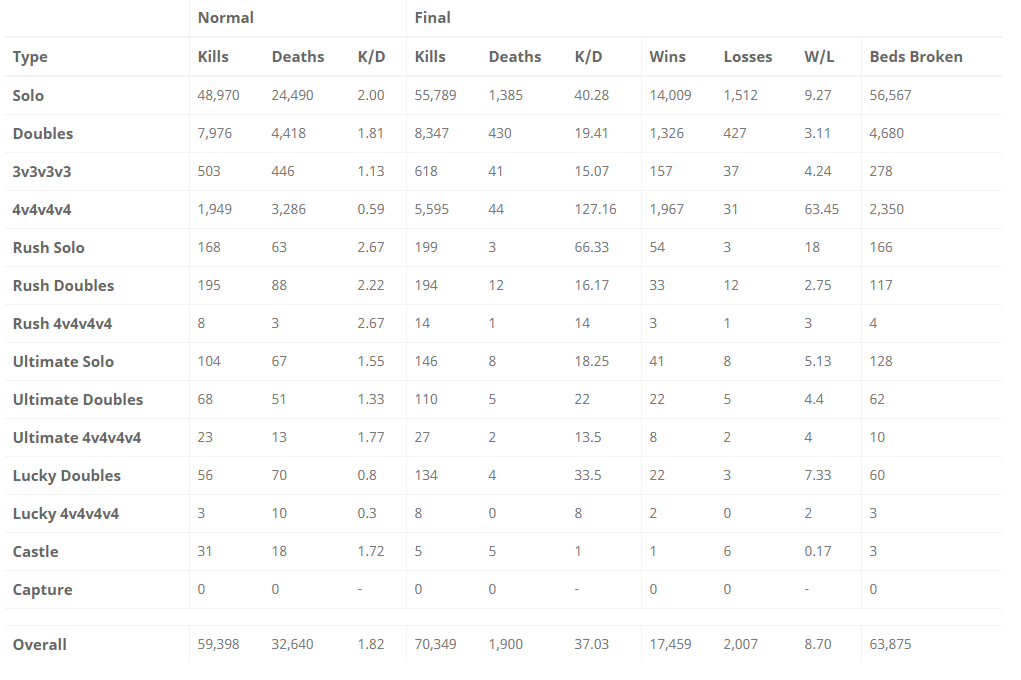 Normal Final
Type Kills Deaths K/D Kills Deaths K/D Wins Losses W/L Beds Broken
Solo 48,970 24,490 2.00 55,789 1,385 40.28 14,009 1,512 9.27 56,567
Doubles 7,976 4,418 1.81 8,347 430 19.41 1,326 427 3.11 4,680
3v3v3v3 503 446 1.13 618 41 15.07 157 37 4.24 278
4v4v4v4 1,949 3,286 0.59 5,595 44 127.16 1,967 31 63.45 2,350
Rush Solo 168 63 2.67 199 3 66.33 54 3 18 166
Rush Doubles 195 88 2.22 194 12 16.17 33 12 2.75 117
Rush 4v4v4v4 8 3 2.67 14 1 14 3 1 3 4
Ultimate Solo 104 67 1.55 146 8 18.25 41 8 5.13 128
Ultimate Doubles 68 51 1.33 110 5 22 22 5 4.4 62
Ultimate 4v4v4v4 23 13 1.77 27 2 13.5 8 2 4 10
Lucky Doubles 56 70 0.8 134 4 33.5 22 3 7.33 60
Lucky 4v4v4v4 3 10 0.3 8 0 8 2 0 2 3
Castle 31 18 1.72 5 5 1 1 6 0.17 3
Capture 0 0 - 0 0 - 0 0 - 0
Overall 59,398 32,640 1.82 70,349 1,900 37.03 17,459 2,007 8.70 63,875